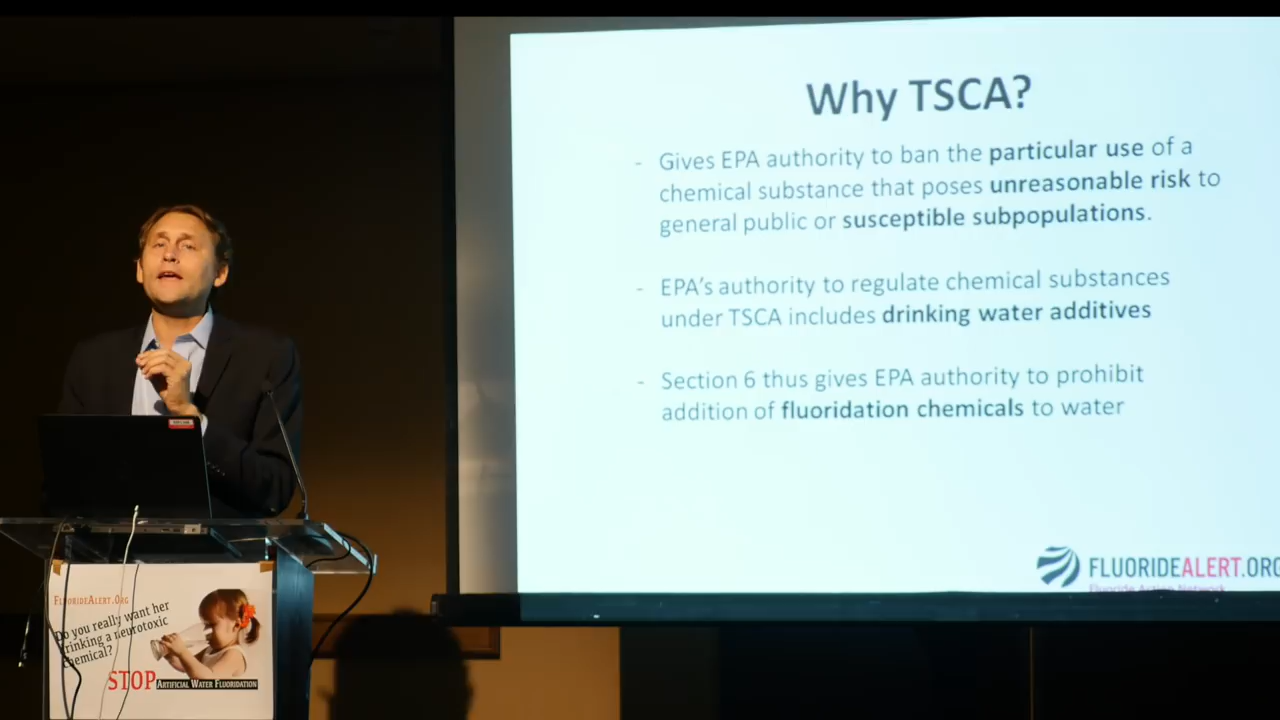 Why TSCA?
- Gives EPA authority to ban the particular use of a
chemical substance that poses unreasonable risk to
general public or susceptible subpopulations.
- EPA's authority to regulate chemical substances
under TSCA includes drinking water additives
- Section 6 thus gives EPA authority to prohibit
addition of fluoridation chemicals to water
FLUORIDEALERT.ORG
Fluoride Action Network
FLUORIDEALERT.ORG
Do you really want her
drinking a neurotoxic
chemical?
STOP ARTIFICIAL WATER FLUORIDATION